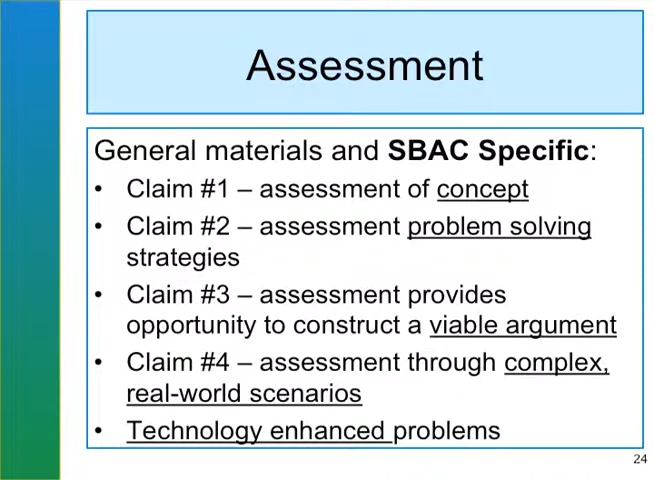 Assessment
General materials and SBAC Specific:
• Claim #1 – assessment of concept
• Claim #2 – assessment problem solving
strategies
• Claim #3 – assessment provides
opportunity to construct a viable argument
• Claim #4 – assessment through complex,
real-world scenarios
• Technology enhanced problems
24